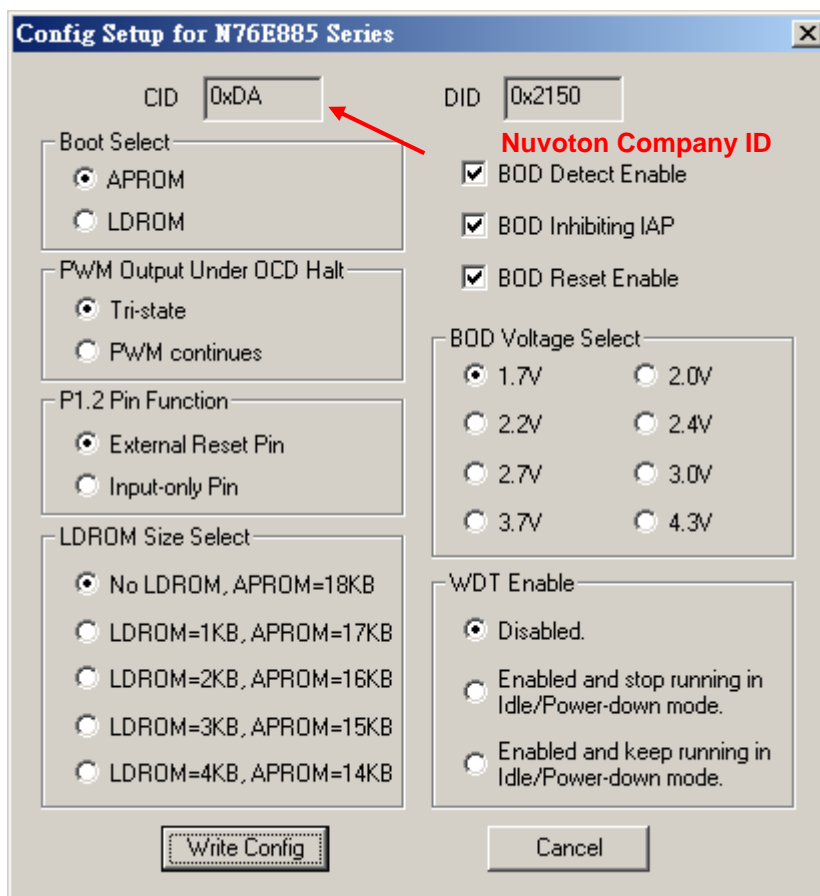 Config Setup for N76E885 Series
CID 0xDA
DID 0x2150
Nuvoton Company ID
Boot Select
APROM
LDROM
PWM Output Under OCD Halt
Tri-state
PWM continues
P1.2 Pin Function
External Reset Pin
Input-only Pin
LDROM Size Select
No LDROM, APROM=18KB
LDROM=1KB, APROM=17KB
LDROM=2KB, APROM=16KB
LDROM=3KB, APROM=15KB
LDROM=4KB, APROM=14KB
BOD Detect Enable
BOD Inhibiting IAP
BOD Reset Enable
BOD Voltage Select
1.7V 2.0V
2.2V 2.4V
2.7V 3.0V
3.7V 4.3V
WDT Enable
Disabled.
Enabled and stop running in
Idle/Power-down mode.
Enabled and keep running in
Idle/Power-down mode.
Write Config
Cancel